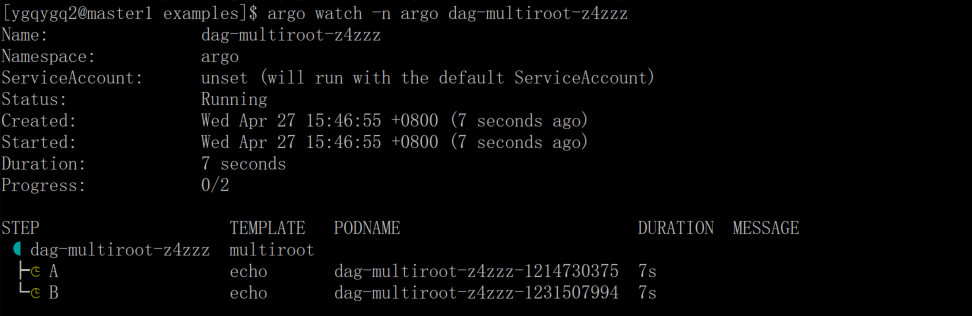 [ygqygq2@master1 examples]$ argo watch -n argo dag-multiroot-z4zzz
Name: dag-multiroot-z4zzz
Namespace: argo
ServiceAccount: unset (will run with the default ServiceAccount)
Status: Running
Created: Wed Apr 27 15:46:55 +0800 (7 seconds ago)
Started: Wed Apr 27 15:46:55 +0800 (7 seconds ago)
Duration: 7 seconds
Progress: 0/2
STEP TEMPLATE PODNAME DURATION MESSAGE
dag-multiroot-z4zzz multiroot
A echo dag-multiroot-z4zzz-1214730375 7s
B echo dag-multiroot-z4zzz-1231507994 7s